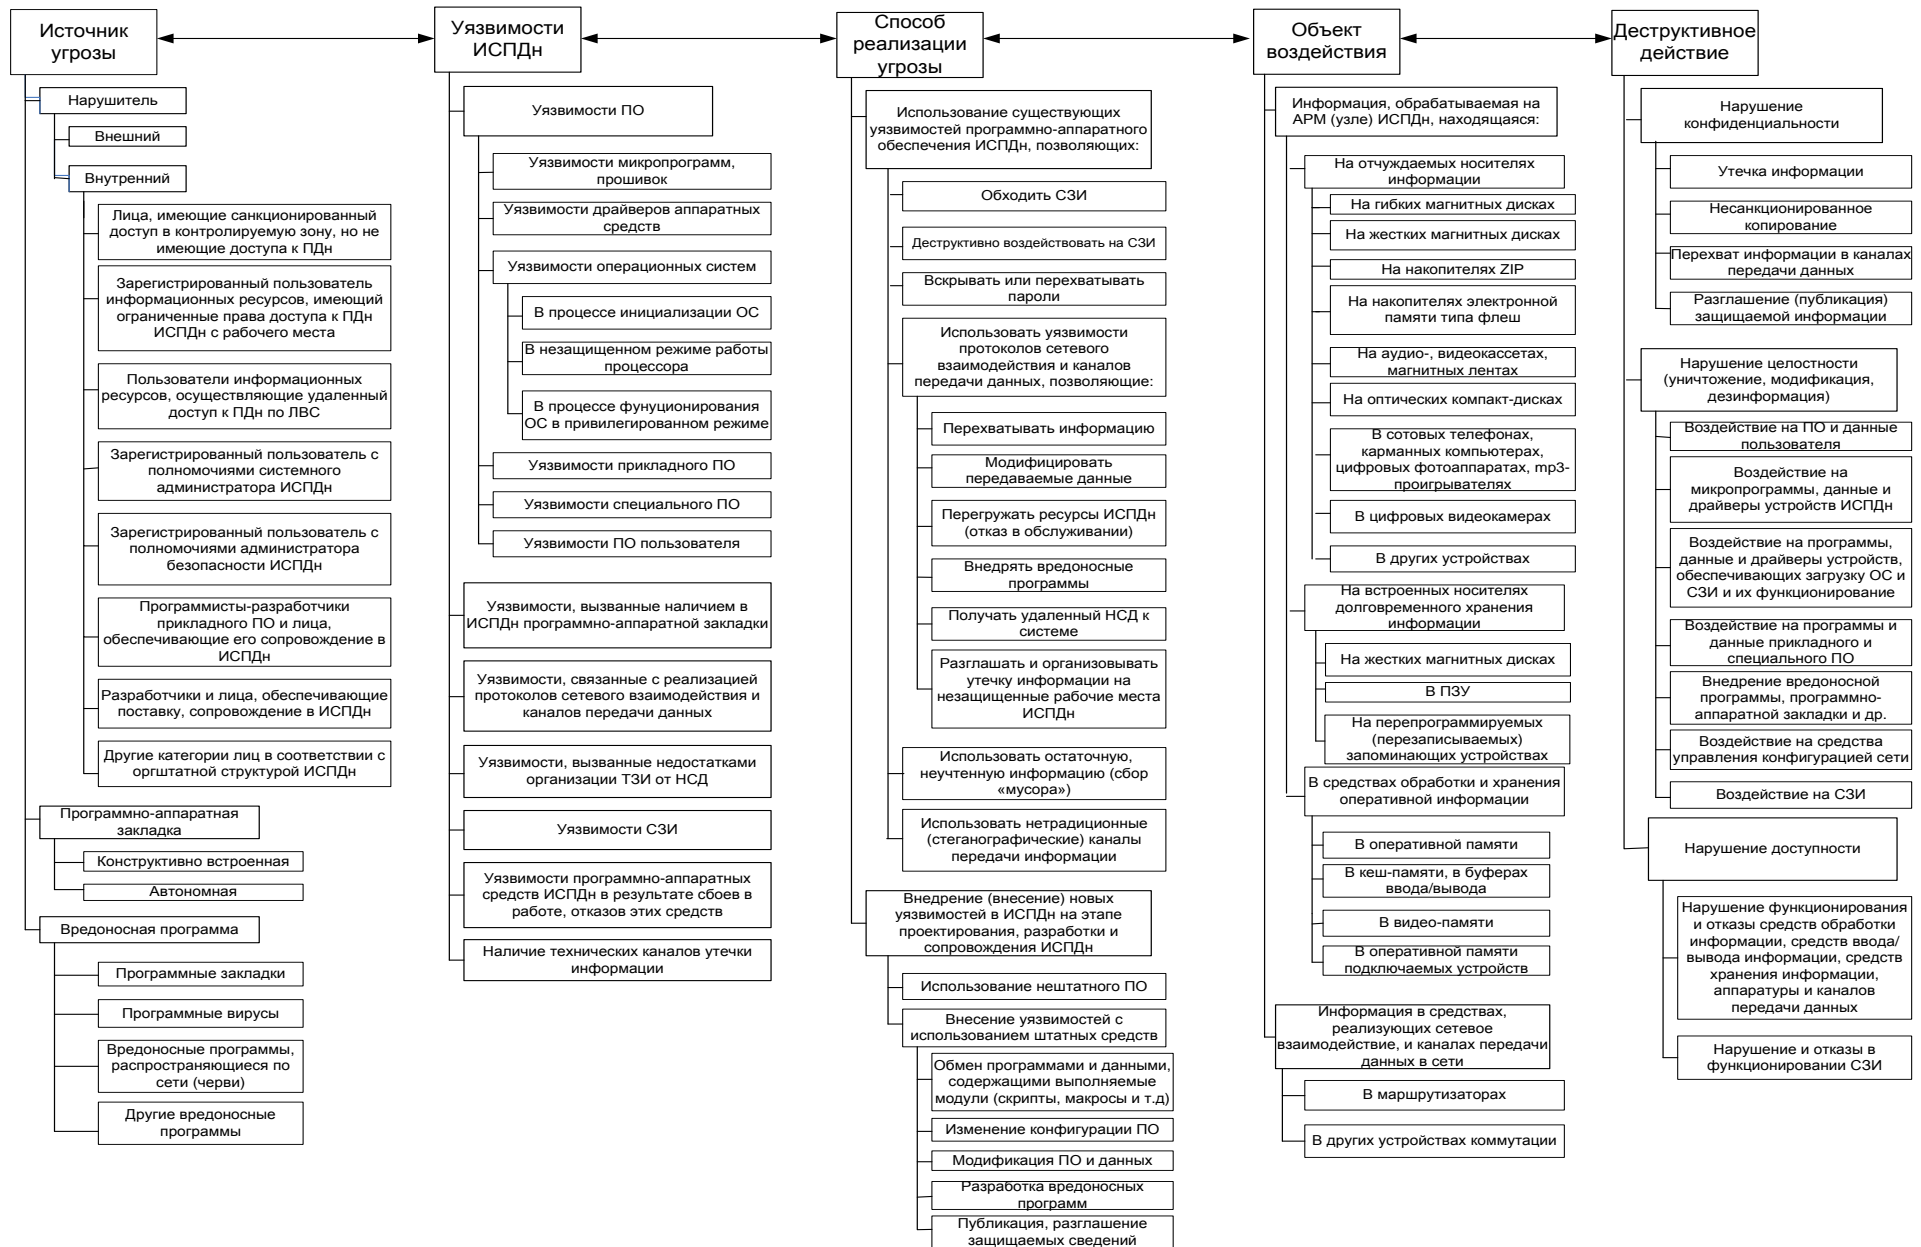 Источник
угрозы
Нарушитель
Внешний
Внутренний
Лица, имеющие санкционированный
доступ в контролируемую зону, но не
имеющие доступа к ПДн
Зарегистрированный пользователь
информационных ресурсов, имеющий
ограниченные права доступа к ПДн
ИСПДн с рабочего места
Пользователи информационных
ресурсов, осуществляющие удаленный
доступ к ПДн по ЛВС
Зарегистрированный пользователь с
полномочиями системного
администратора ИСПДн
Зарегистрированный пользователь с
полномочиями администратора
безопасности ИСПДн
Программисты-разработчики
прикладного ПО и лица,
обеспечивающие его сопровождение в
ИСПДн
Разработчики и лица, обеспечивающие
поставку, сопровождение в ИСПДн
Другие категории лиц в соответствии с
оргштатной структурой ИСПДн
Программно-аппаратная
закладка
Конструктивно встроенная
Автономная
Вредоносная программа
Программные закладки
Программные вирусы
Вредоносные программы,
распространяющиеся по
сети (черви)
Другие вредоносные
программы
Уязвимости
ИСПДн
Уязвимости ПО
Уязвимости микропрограмм,
прошивок
Уязвимости драйверов аппаратных
средств
Уязвимости операционных систем
В процессе инициализации ОС
В незащищенном режиме работы
процессора
В процессе фунуционирования
ОС в привилегированном режиме
Уязвимости прикладного ПО
Уязвимости специального ПО
Уязвимости ПО пользователя
Уязвимости, вызванные наличием в
ИСПДн программно-аппаратной закладки
Уязвимости, связанные с реализацией
протоколов сетевого взаимодействия и
каналов передачи данных
Уязвимости, вызванные недостатками
организации ТЗИ от НСД
Уязвимости СЗИ
Уязвимости программно-аппаратных
средств ИСПДн в результате сбоев в
работе, отказов этих средств
Наличие технических каналов утечки
информации
Способ
реализации
угрозы
Использование существующих
уязвимостей программно-аппаратного
обеспечения ИСПДн, позволяющих:
Обходить СЗИ
Деструктивно воздействовать на СЗИ
Вскрывать или перехватывать
пароли
Использовать уязвимости
протоколов сетевого
взаимодействия и каналов
передачи данных, позволяющие:
Перехватывать информацию
Модифицировать
передаваемые данные
Перегружать ресурсы ИСПДн
(отказ в обслуживании)
Внедрять вредоносные
программы
Получать удаленный НСД к
системе
Разглашать и организовывать
утечку информации на
незащищенные рабочие места
ИСПДн
Использовать остаточную,
неучтенную информацию (сбор
«мусора»)
Использовать нетрадиционные
(стеганографические) каналы
передачи информации
Внедрение (внесение) новых
уязвимостей в ИСПДн на этапе
проектирования, разработки и
сопровождения ИСПДн
Использование нештатного ПО
Внесение уязвимостей с
использованием штатных средств
Обмен программами и данными,
содержащими выполняемые
модули (скрипты, макросы и т.д)
Изменение конфигурации ПО
Модификация ПО и данных
Разработка вредоносных
программ
Публикация, разглашение
защищаемых сведений
Объект
воздействия
Информация, обрабатываемая на
АРМ (узле) ИСПДн, находящаяся:
На отчуждаемых носителях
информации
На гибких магнитных дисках
На жестких магнитных дисках
На накопителях ZIP
На накопителях электронной
памяти типа флеш
На аудио-, видеокассетах,
магнитных лентах
На оптических компакт-дисках
В сотовых телефонах,
карманных компьютерах,
цифровых фотоаппаратах, mp3-
проигрывателях
В цифровых видеокамерах
В других устройствах
На встроенных носителях
долговременного хранения
информации
На жестких магнитных дисках
В ПЗУ
На перепрограммируемых
(перезаписываемых)
запоминающих устройствах
В средствах обработки и хранения
оперативной информации
В оперативной памяти
В кеш-памяти, в буферах
ввода/вывода
В видео-памяти
В оперативной памяти
подключаемых устройств
Информация в средствах,
реализующих сетевое
взаимодействие, и каналах передачи
данных в сети
В маршрутизаторах
В других устройствах коммутации
Деструктивное
действие
Нарушение
конфиденциальности
Утечка информации
Несанкционированное
копирование
Перехват информации в каналах
передачи данных
Разглашение (публикация)
защищаемой информации
Нарушение целостности
(уничтожение, модификация,
дезинформация)
Воздействие на ПО и данные
пользователя
Воздействие на
микропрограммы, данные и
драйверы устройств ИСПДн
Воздействие на программы,
данные и драйверы устройств,
обеспечивающих загрузку ОС и
СЗИ и их функционирование
Воздействие на программы и
данные прикладного и
специального ПО
Внедрение вредоносной
программы, программно-
аппаратной закладки и др.
Воздействие на средства
управления конфигурацией сети
Воздействие на СЗИ
Нарушение доступности
Нарушение функционирования
и отказы средств обработки
информации, средств ввода/
вывода информации, средств
хранения информации,
аппаратуры и каналов
передачи данных
Нарушение и отказы в
функционировании СЗИ